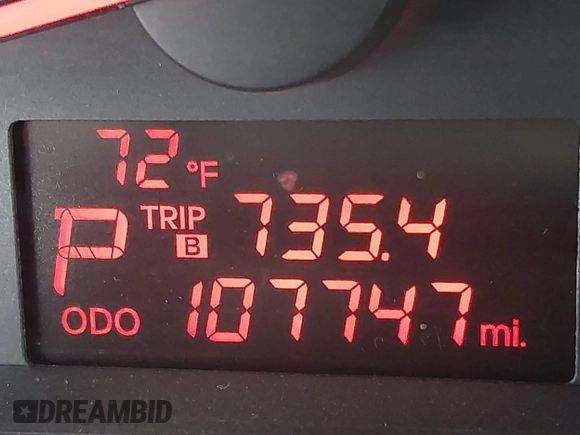 72 °F
TRIP B 735.4
P
ODO 107747 mi.
DREAMBID